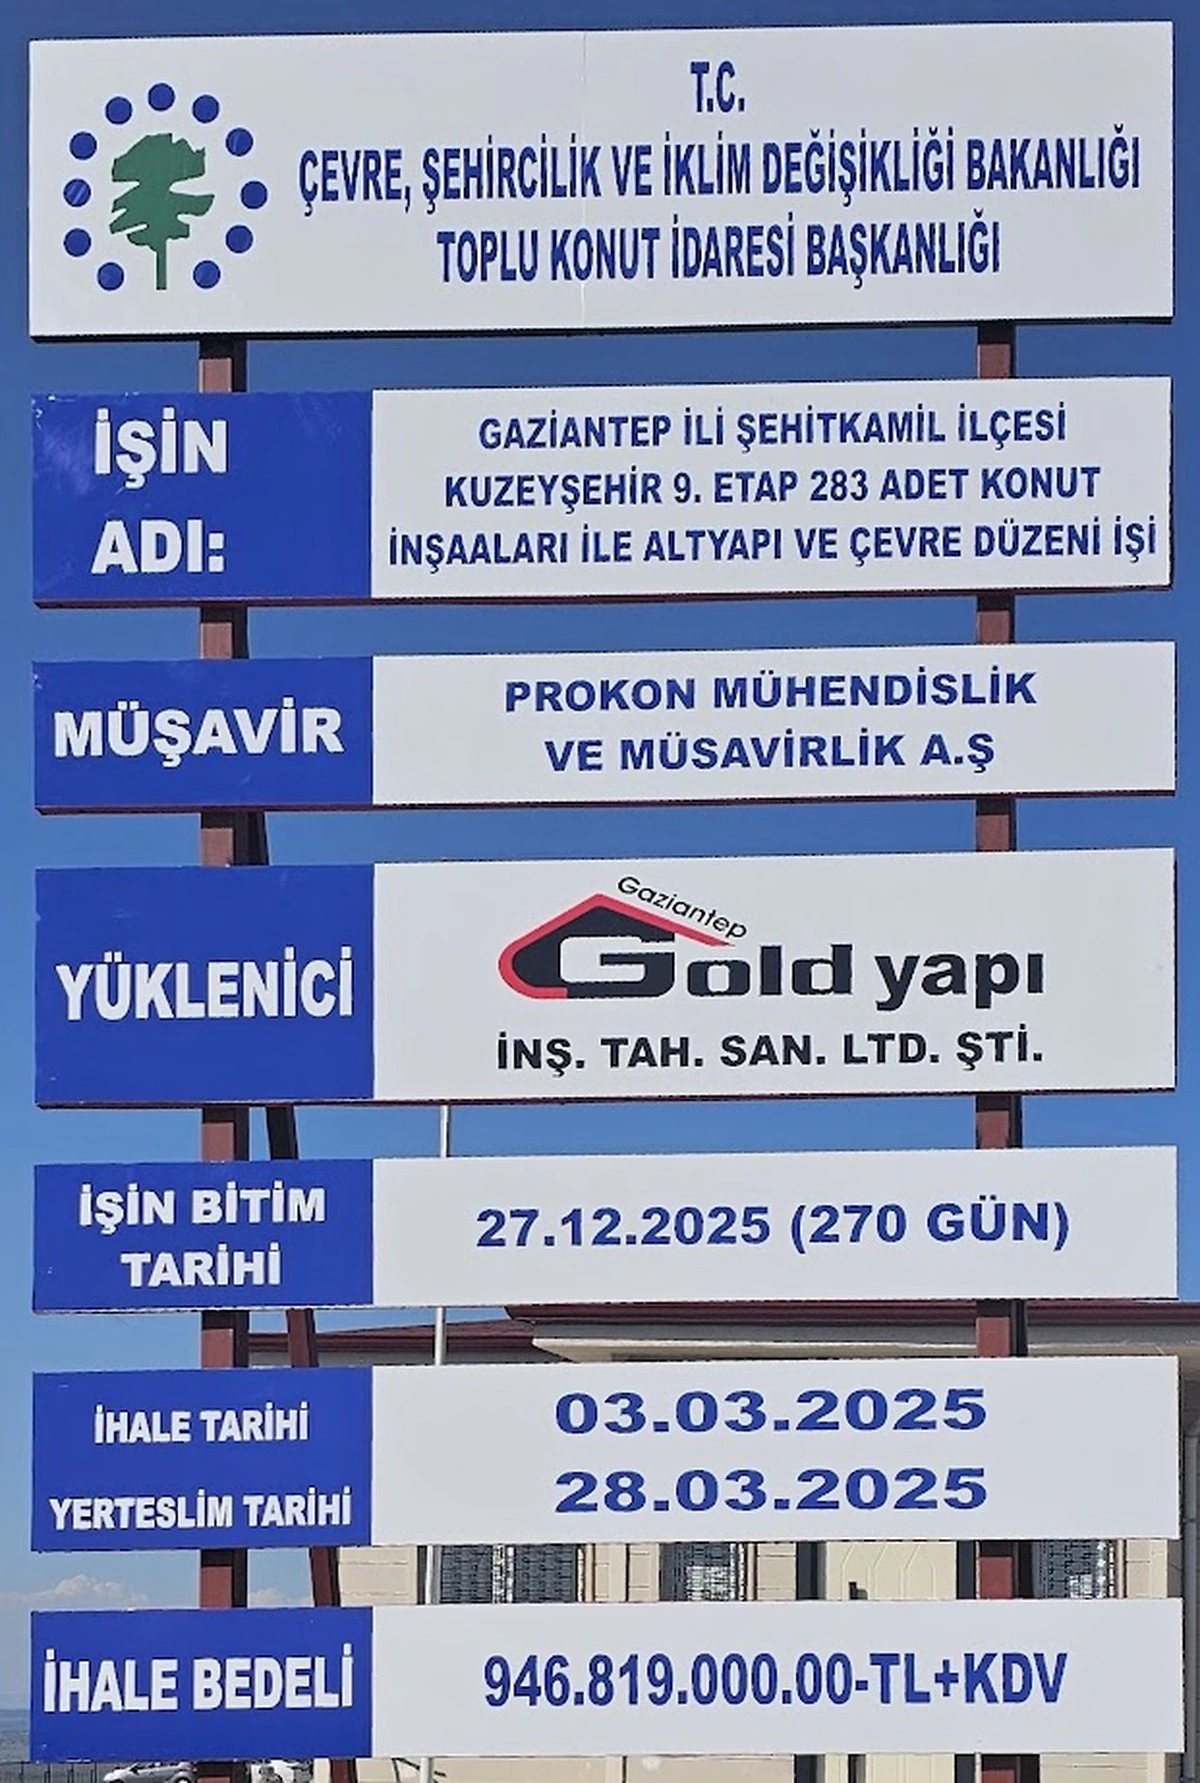 T.C.
ÇEVRE, ŞEHİRCİLİK VE İKLİM DEĞİŞİKLİĞİ BAKANLIĞI
TOPLU KONUT İDARESİ BAŞKANLIĞI
İŞİN
ADI:
GAZİANTEP İLİ ŞEHİTKAMİL İLÇESİ
KUZEYŞEHİR 9. ETAP 283 ADET KONUT
İNŞAALARI İLE ALTYAPI VE ÇEVRE DÜZENİ İŞİ
MÜŞAVİR
PROKON MÜHENDİSLİK
VE MÜSAVİRLİK A.Ş
YÜKLENİCİ
Gaziantep
Gold yapı
İNŞ. TAH. SAN. LTD. ŞTİ.
İŞİN BİTİM
TARİHİ
27.12.2025 (270 GÜN)
İHALE TARİHİ
03.03.2025
YERTESLİM TARİHİ
28.03.2025
İHALE BEDELİ
946.819.000.00-TL+KDV